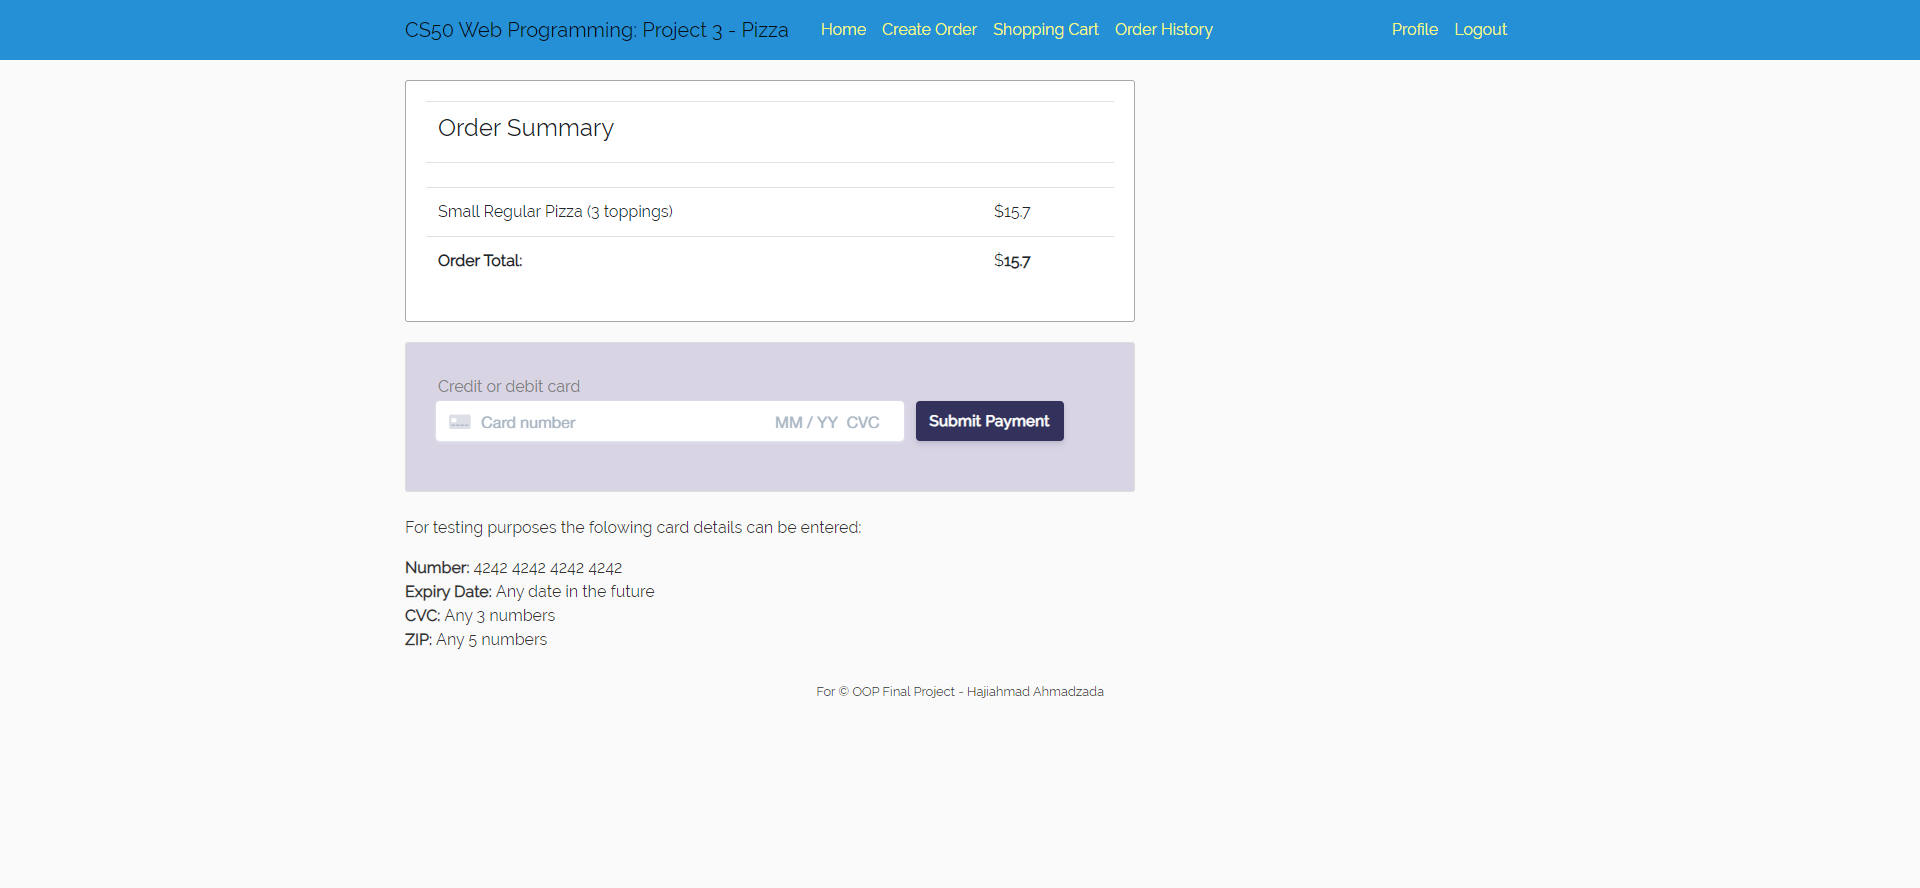 CS50 Web Programming: Project 3 - Pizza Home Create Order Shopping Cart Order History Profile Logout
Order Summary
Small Regular Pizza (3 toppings) $15.7
Order Total: $15.7
Credit or debit card
Card number MM / YY CVC Submit Payment
For testing purposes the folowing card details can be entered:
Number: 4242 4242 4242 4242
Expiry Date: Any date in the future
CVC: Any 3 numbers
ZIP: Any 5 numbers
For © OOP Final Project - Hajiahmad Ahmadzada